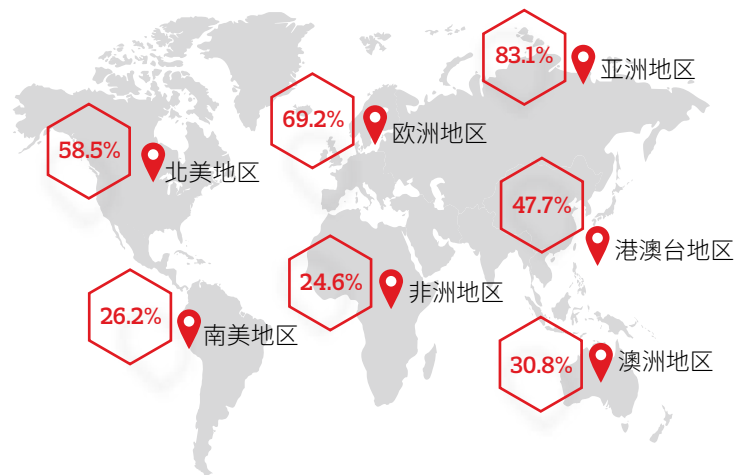 83.1%
亚洲地区
69.2%
欧洲地区
58.5%
北美地区
47.7%
港澳台地区
24.6%
非洲地区
26.2%
南美地区
30.8%
澳洲地区